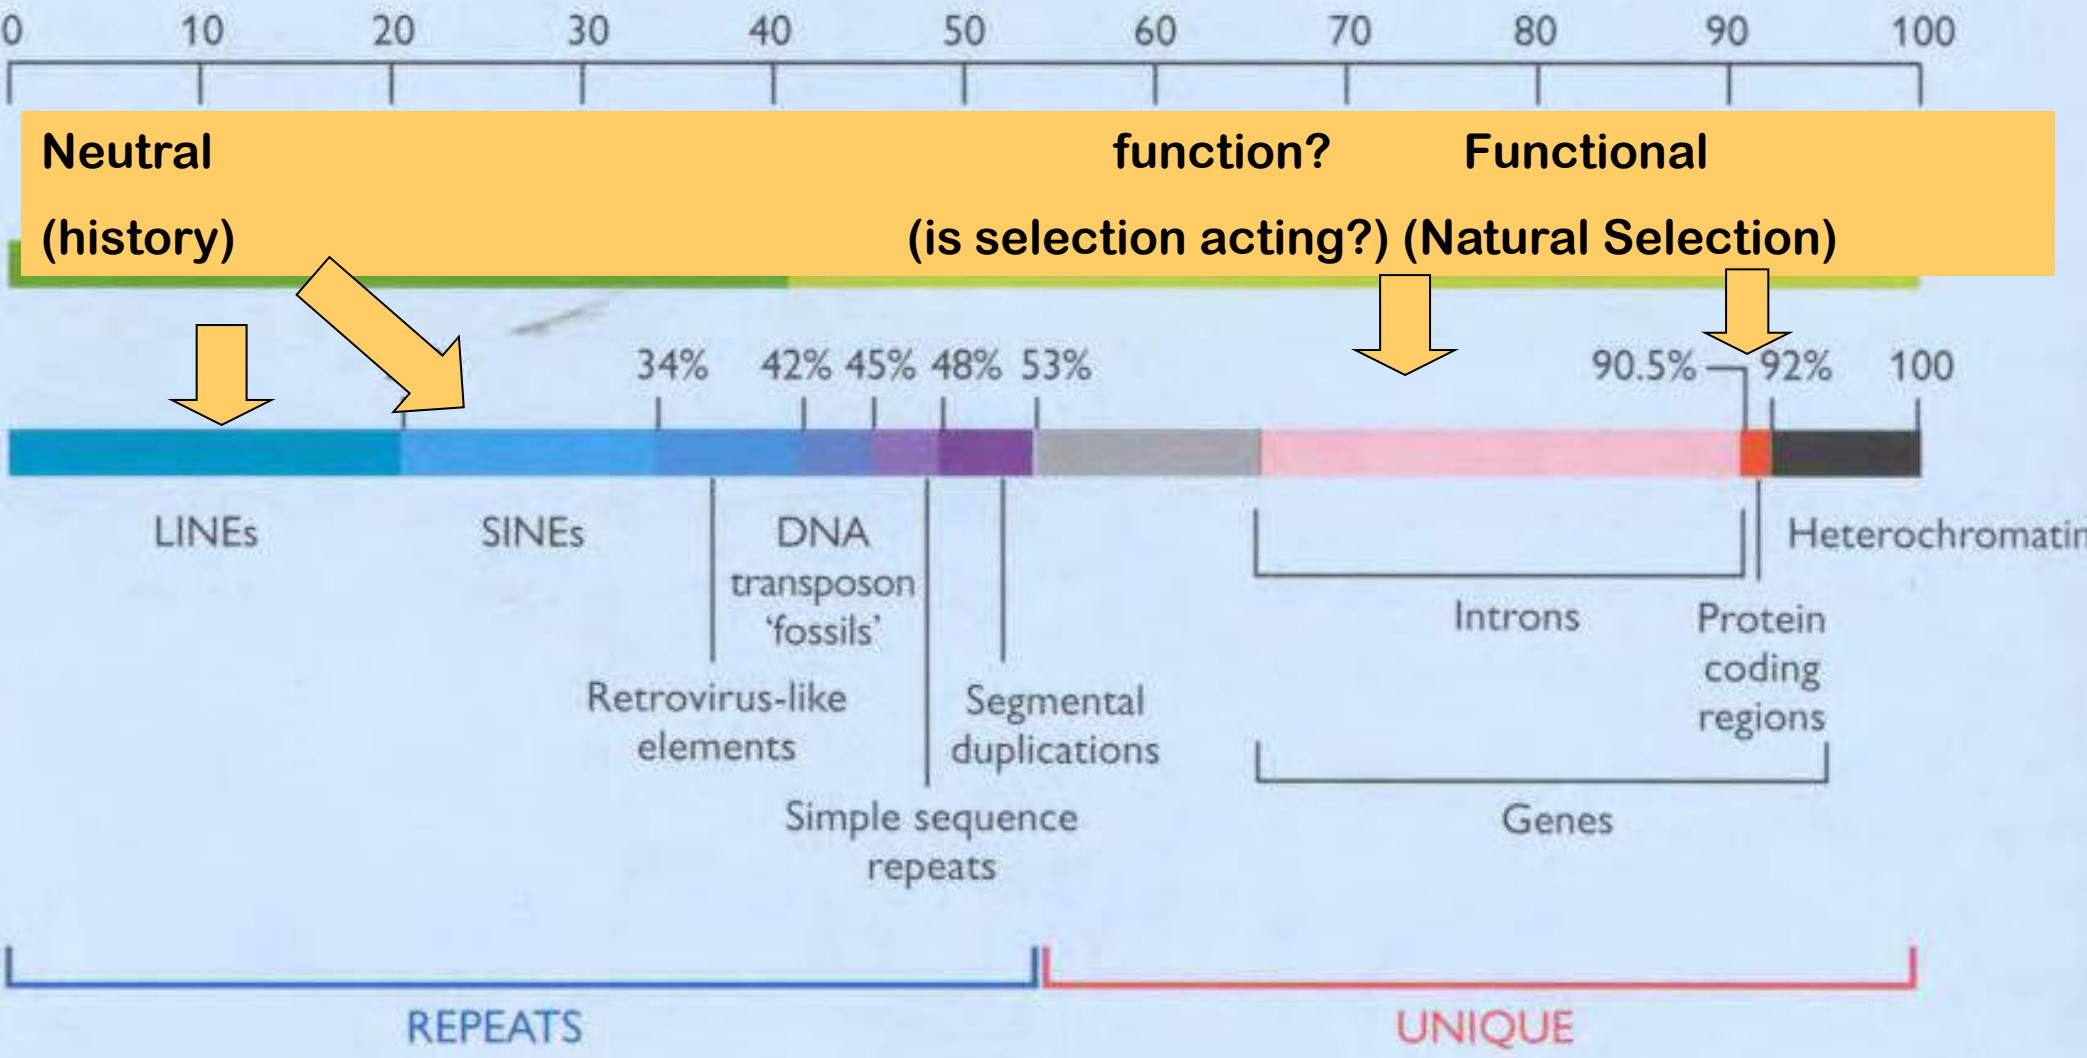 0 10 20 30 40 50 60 70 80 90 100
Neutral function? Functional
(history) (is selection acting?) (Natural Selection)
34% 42% 45% 48% 53% 90.5% 92% 100
LINEs SINEs DNA
transposon
'fossils'
Heterochromatin
Introns
Protein
coding
regions
Retrovirus-like
elements
Segmental
duplications
Simple sequence
repeats
Genes
REPEATS UNIQUE